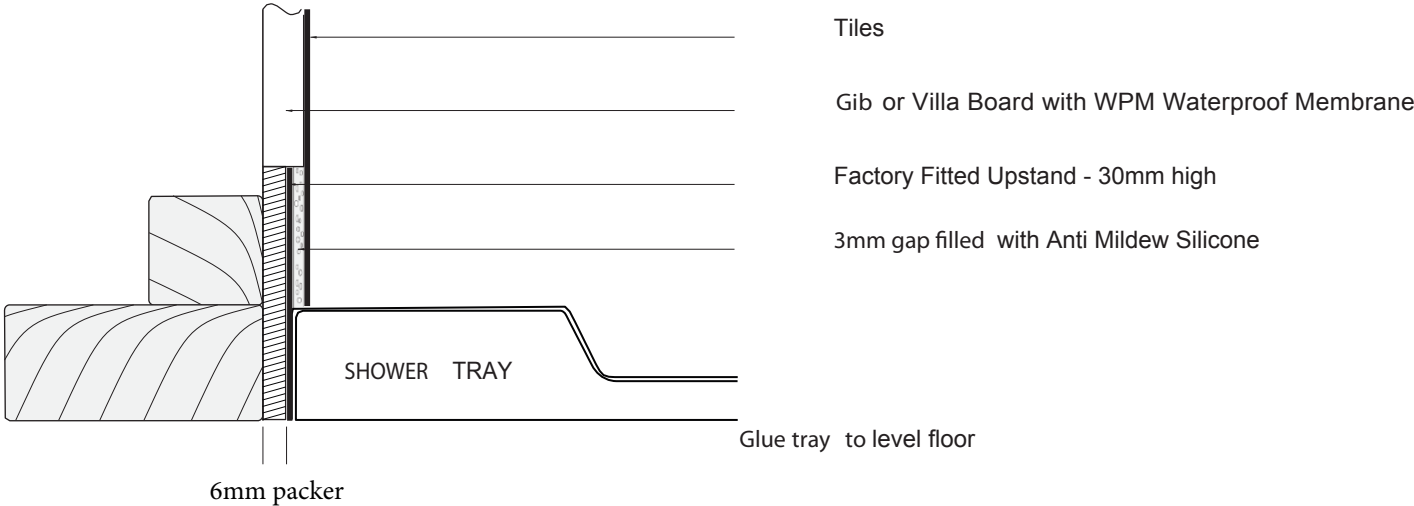 Tiles
Gib or Villa Board with WPM Waterproof Membrane
Factory Fitted Upstand - 30mm high
3mm gap filled with Anti Mildew Silicone
SHOWER TRAY
Glue tray to level floor
6mm packer